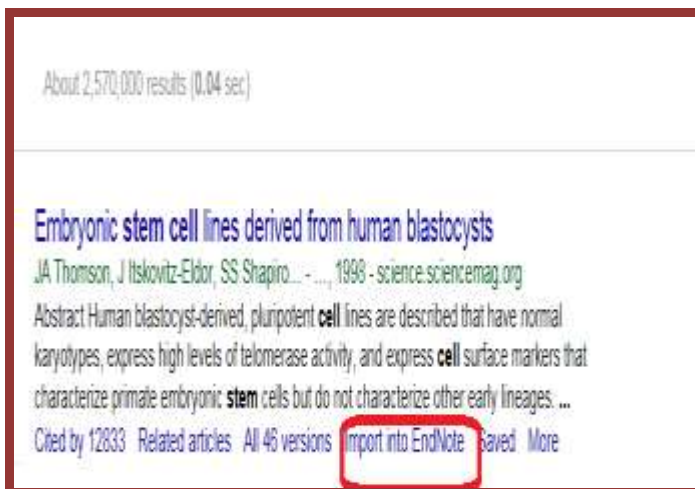 About 2,570,000 results (0.04 sec)
Embryonic stem cell lines derived from human blastocysts
JA Thomson, J Itskovitz-Eldor, SS Shapiro... - ..., 1998 - science.sciencemag.org
Abstract Human blastocyst-derived, pluripotent cell lines are described that have normal
karyotypes, express high levels of telomerase activity, and express cell surface markers that
characterize primate embryonic stem cells but do not characterize other early lineages. ...
Cited by 12833 Related articles All 46 versions Import into EndNote Saved More